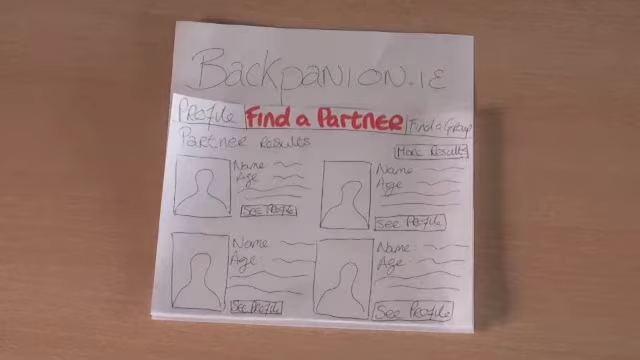 Backpanion.ie
Profile Find a Partner Find a Group
Partner Results
More Results
Name Name
Age Age
See Profile See Profile
Name Name
Age Age
See Profile See Profile